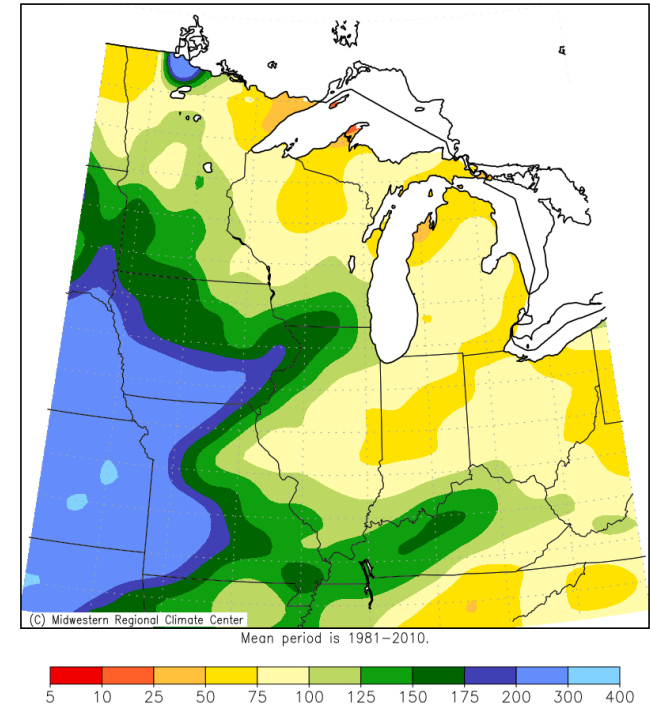 (C) Midwestern Regional Climate Center
Mean period is 1981-2010.
5 10 25 50 75 100 125 150 175 200 300 400